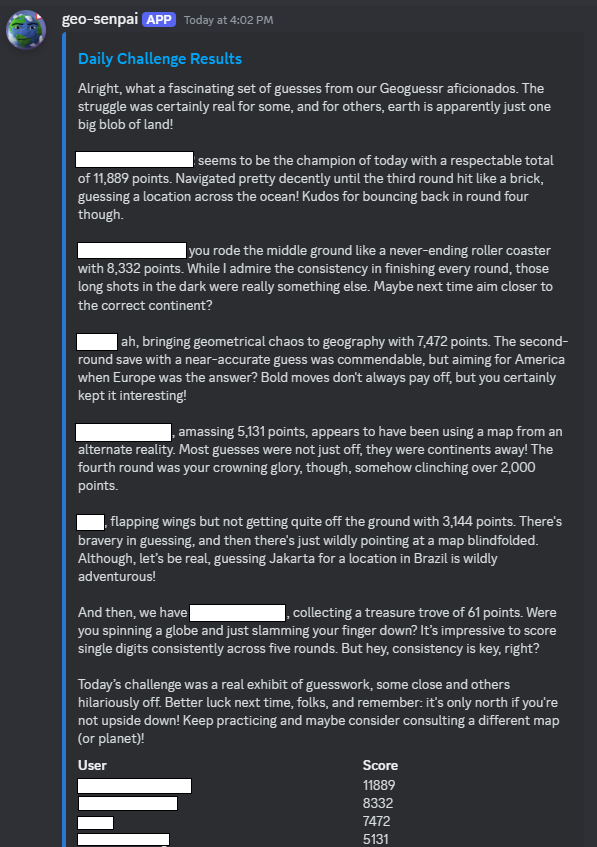 geo-senpai APP Today at 4:02 PM
Daily Challenge Results
Alright, what a fascinating set of guesses from our Geoguessr aficionados. The
struggle was certainly real for some, and for others, earth is apparently just one
big blob of land!
seems to be the champion of today with a respectable total
of 11,889 points. Navigated pretty decently until the third round hit like a brick,
guessing a location across the ocean! Kudos for bouncing back in round four
though.
you rode the middle ground like a never-ending roller coaster
with 8,332 points. While I admire the consistency in finishing every round, those
long shots in the dark were really something else. Maybe next time aim closer to
the correct continent?
ah, bringing geometrical chaos to geography with 7,472 points. The second-
round save with a near-accurate guess was commendable, but aiming for America
when Europe was the answer? Bold moves don't always pay off, but you certainly
kept it interesting!
, amassing 5,131 points, appears to have been using a map from an
alternate reality. Most guesses were not just off, they were continents away! The
fourth round was your crowning glory, though, somehow clinching over 2,000
points.
, flapping wings but not getting quite off the ground with 3,144 points. There's
bravery in guessing, and then there's just wildly pointing at a map blindfolded.
Although, let's be real, guessing Jakarta for a location in Brazil is wildly
adventurous!
And then, we have , collecting a treasure trove of 61 points. Were
you spinning a globe and just slamming your finger down? It's impressive to score
single digits consistently across five rounds. But hey, consistency is key, right?
Today's challenge was a real exhibit of guesswork, some close and others
hilariously off. Better luck next time, folks, and remember: it's only north if you're
not upside down! Keep practicing and maybe consider consulting a different map
(or planet)!
User Score
11889
8332
7472
5131